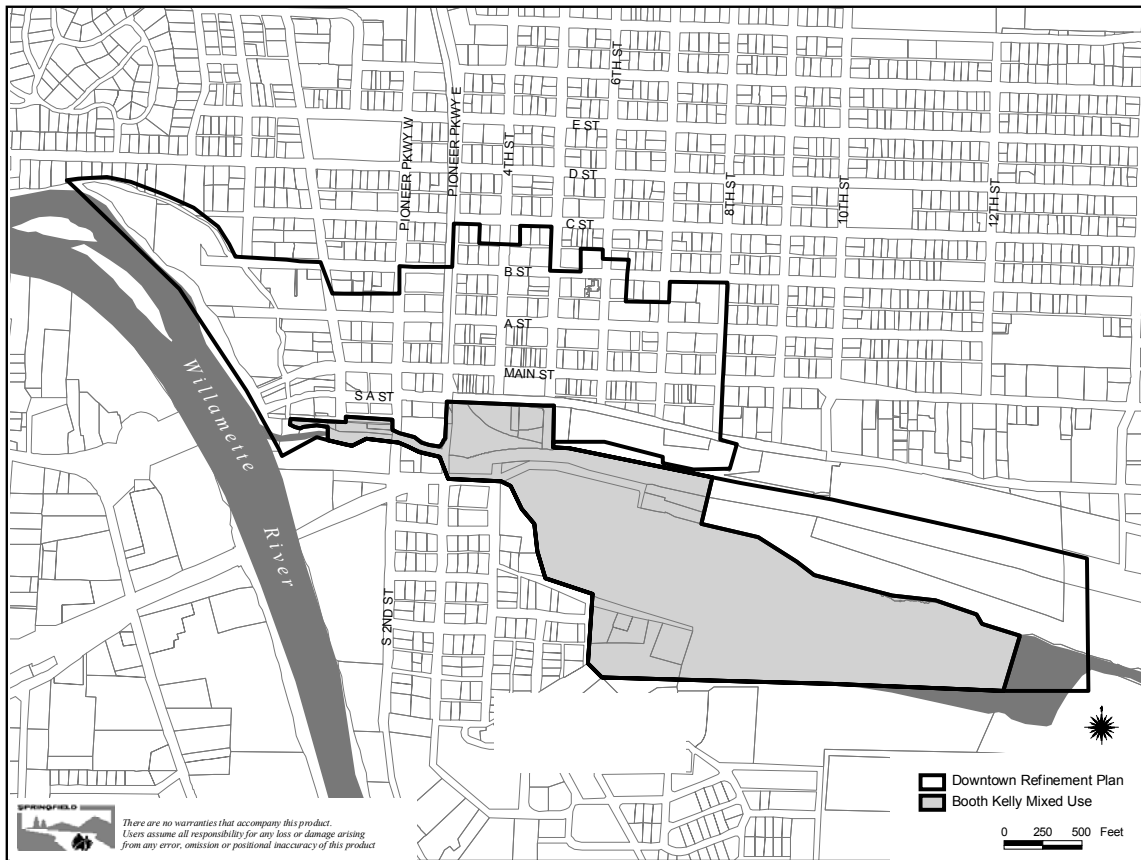 6TH ST
PIONEER PKWY E
E ST
PIONEER PKWY W
4TH ST
D ST
8TH ST
10TH ST
12TH ST
C ST
B ST
A ST
MAIN ST
S A ST
Willamette
River
S 2ND ST
Downtown Refinement Plan
Booth Kelly Mixed Use
0 250 500 Feet
SPRINGFIELD
There are no warranties that accompany this product.
Users assume all responsibility for any loss or damage arising
from any error, omission or positional inaccuracy of this product